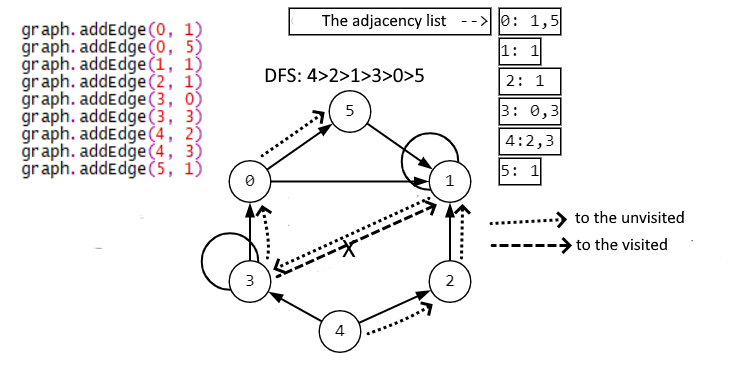 graph.addEdge(0, 1)
graph.addEdge(0, 5)
graph.addEdge(1, 1)
graph.addEdge(2, 1)
graph.addEdge(3, 0)
graph.addEdge(3, 3)
graph.addEdge(4, 2)
graph.addEdge(4, 3)
graph.addEdge(5, 1)
The adjacency list -->
0: 1,5
1: 1
2: 1
3: 0,3
4:2,3
5: 1
DFS: 4>2>1>3>0>5
5
0
1
X
3
2
4
to the unvisited
to the visited